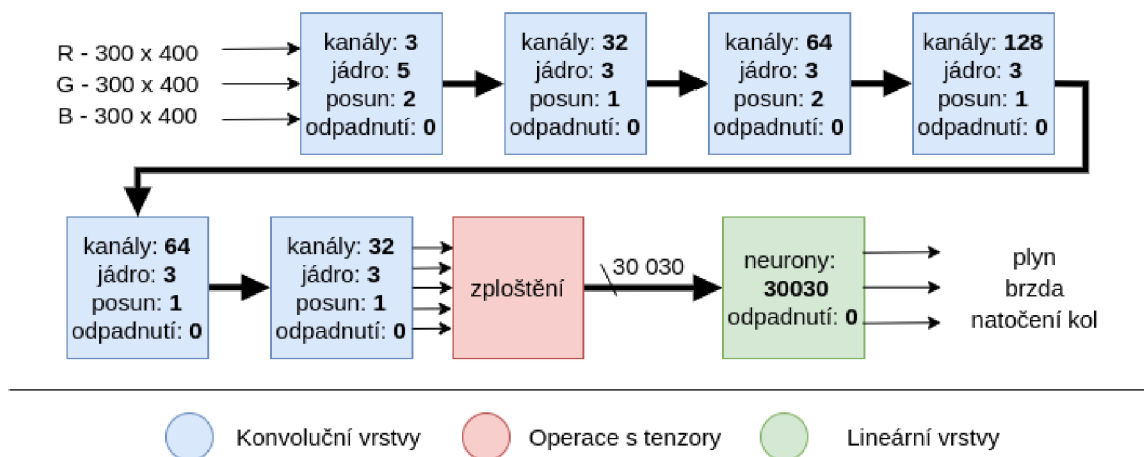 R - 300 x 400
G - 300 x 400
B - 300 x 400
kanály: 3
jádro: 5
posun: 2
odpadnutí: 0
kanály: 32
jádro: 3
posun: 1
odpadnutí: 0
kanály: 64
jádro: 3
posun: 2
odpadnutí: 0
kanály: 128
jádro: 3
posun: 1
odpadnutí: 0
kanály: 64
jádro: 3
posun: 1
odpadnutí: 0
kanály: 32
jádro: 3
posun: 1
odpadnutí: 0
zploštění
30 030
neurony:
30030
odpadnutí: 0
plyn
brzda
natočení kol
Konvoluční vrstvy
Operace s tenzory
Lineární vrstvy